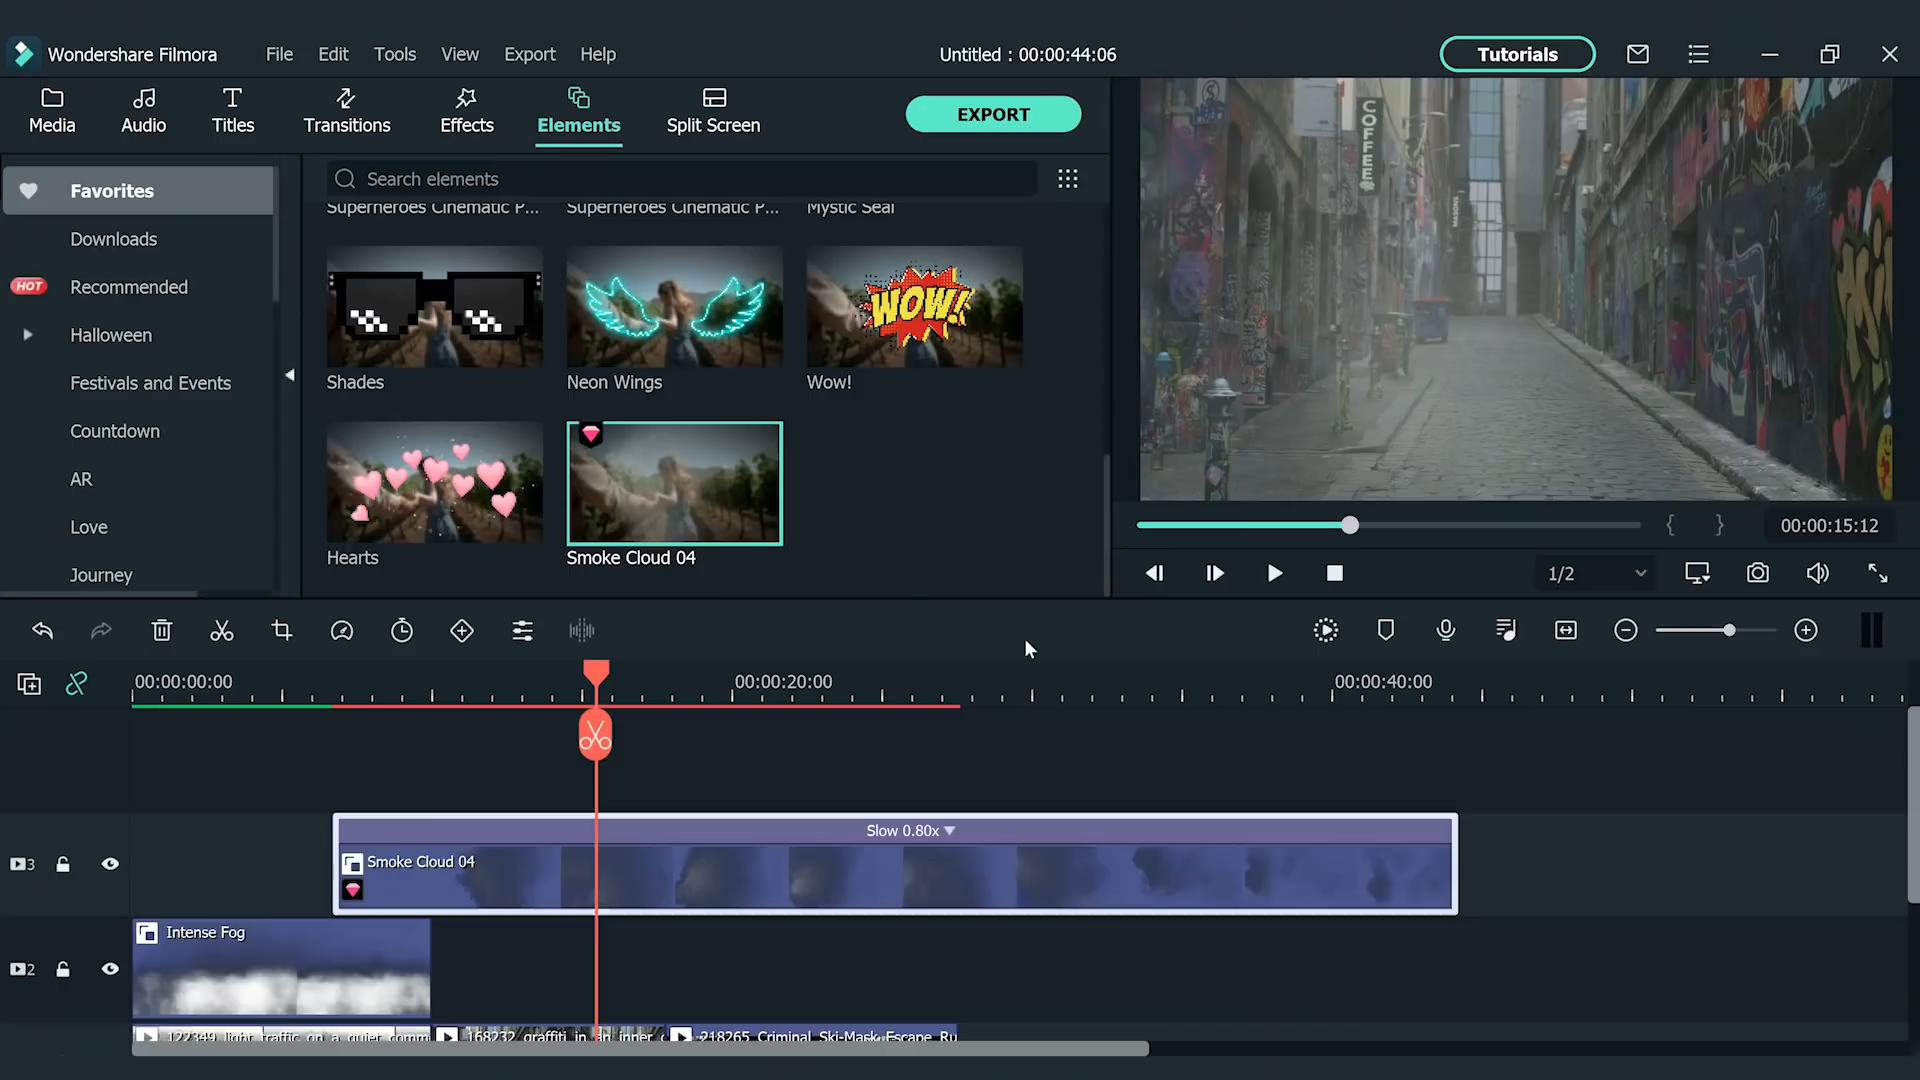 Wondershare Filmora
File Edit Tools View Export Help
Untitled : 00:00:44:06
Tutorials
Media Audio Titles Transitions Effects Elements Split Screen
EXPORT
Favorites
Downloads
HOT Recommended
Halloween
Festivals and Events
Countdown
AR
Love
Journey
Search elements
Superheroes Cinematic P... Superheroes Cinematic P... Mystic Seal
WOW!
Shades Neon Wings Wow!
Hearts Smoke Cloud 04
COFFEE
MASONS
00:00:15:12
1/2
00:00:00:00 00:00:20:00 00:00:40:00
Slow 0.80x
Smoke Cloud 04
3
Intense Fog
2
122349_light_traffic_on_a_quiet_comm
168232_graffiti_in_an_inner_c
218265_Criminal_Ski-Mask_Escape_Ru